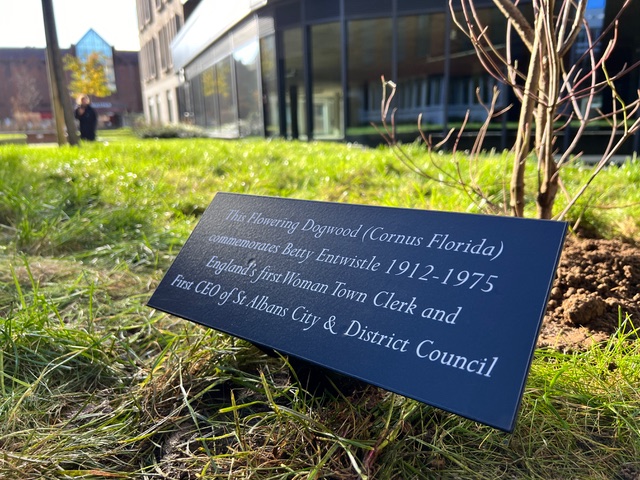 This Flowering Dogwood (Cornus Florida)
commemorates Betty Entwistle 1912-1975
England's first Woman Town Clerk and
First CEO of St Albans City & District Council